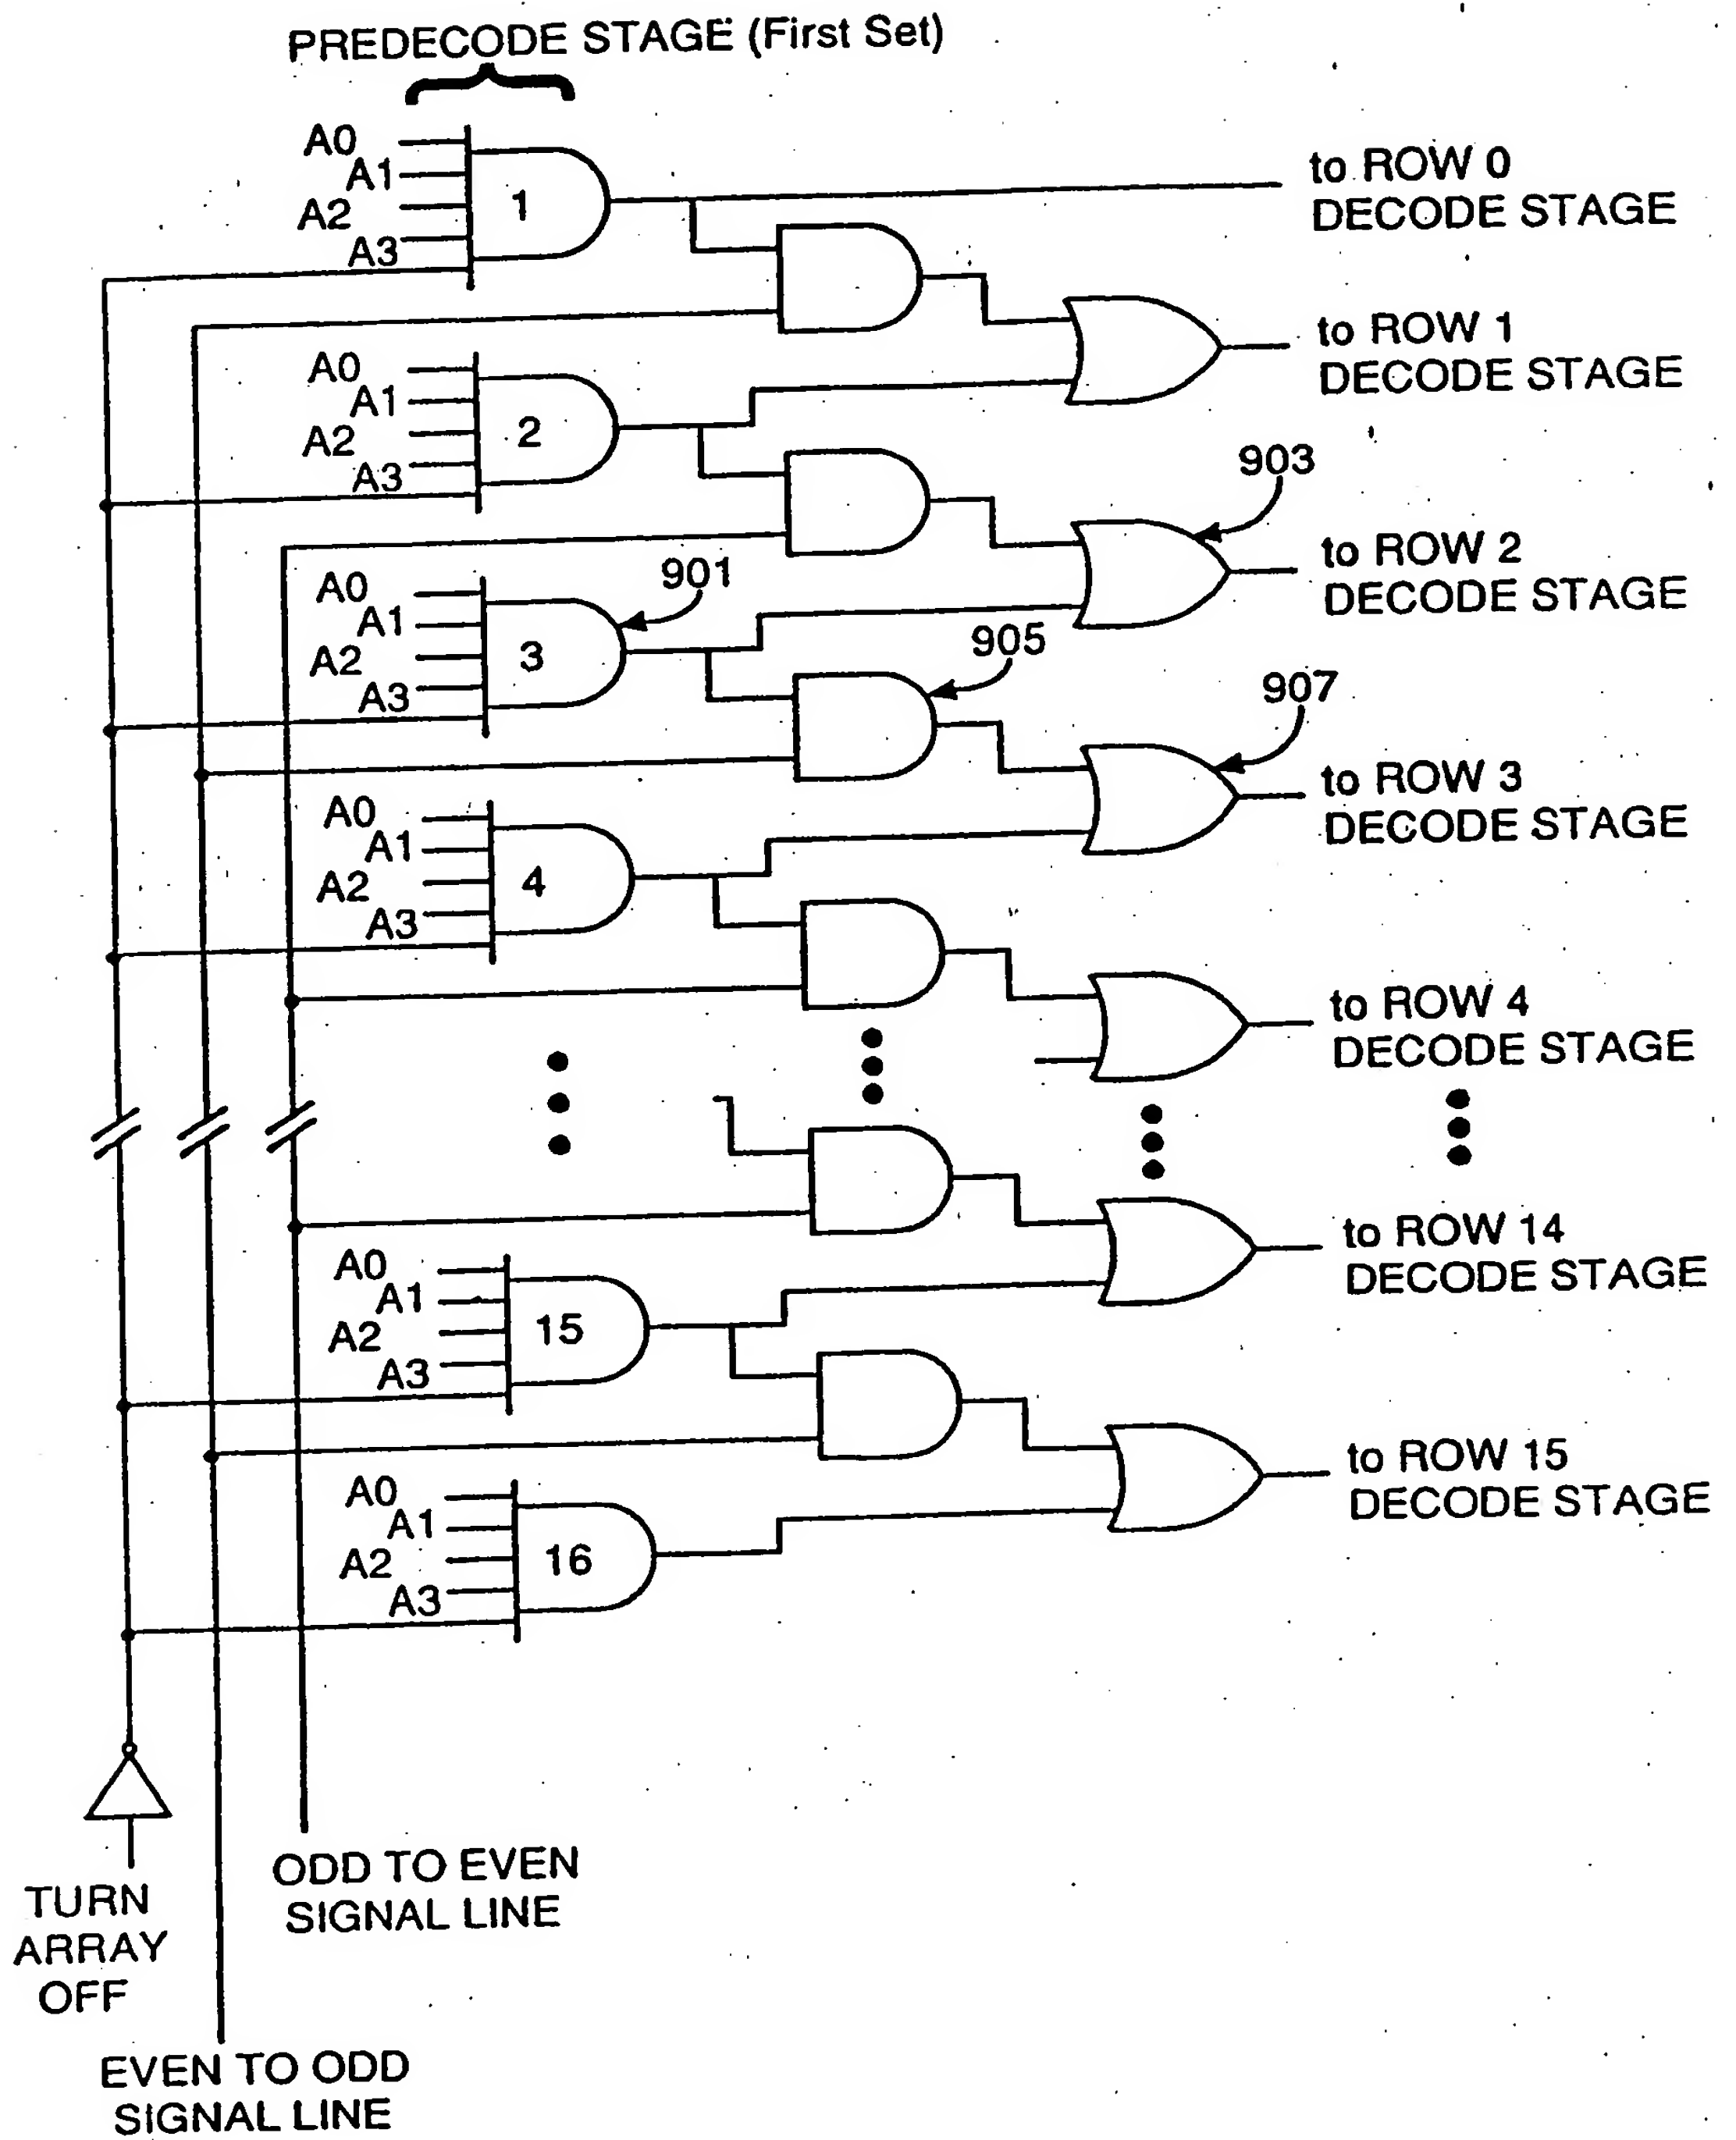 PREDECODE STAGE (First Set)
A0
A1
A2
A3
1
to ROW 0
DECODE STAGE
to ROW 1
DECODE STAGE
A0
A1
A2
A3
2
903
to ROW 2
DECODE STAGE
901
A0
A1
A2
A3
3
905
907
to ROW 3
DECODE STAGE
A0
A1
A2
A3
4
to ROW 4
DECODE STAGE
to ROW 14
DECODE STAGE
A0
A1
A2
A3
15
to ROW 15
DECODE STAGE
A0
A1
A2
A3
16
ODD TO EVEN
SIGNAL LINE
TURN
ARRAY
OFF
EVEN TO ODD
SIGNAL LINE